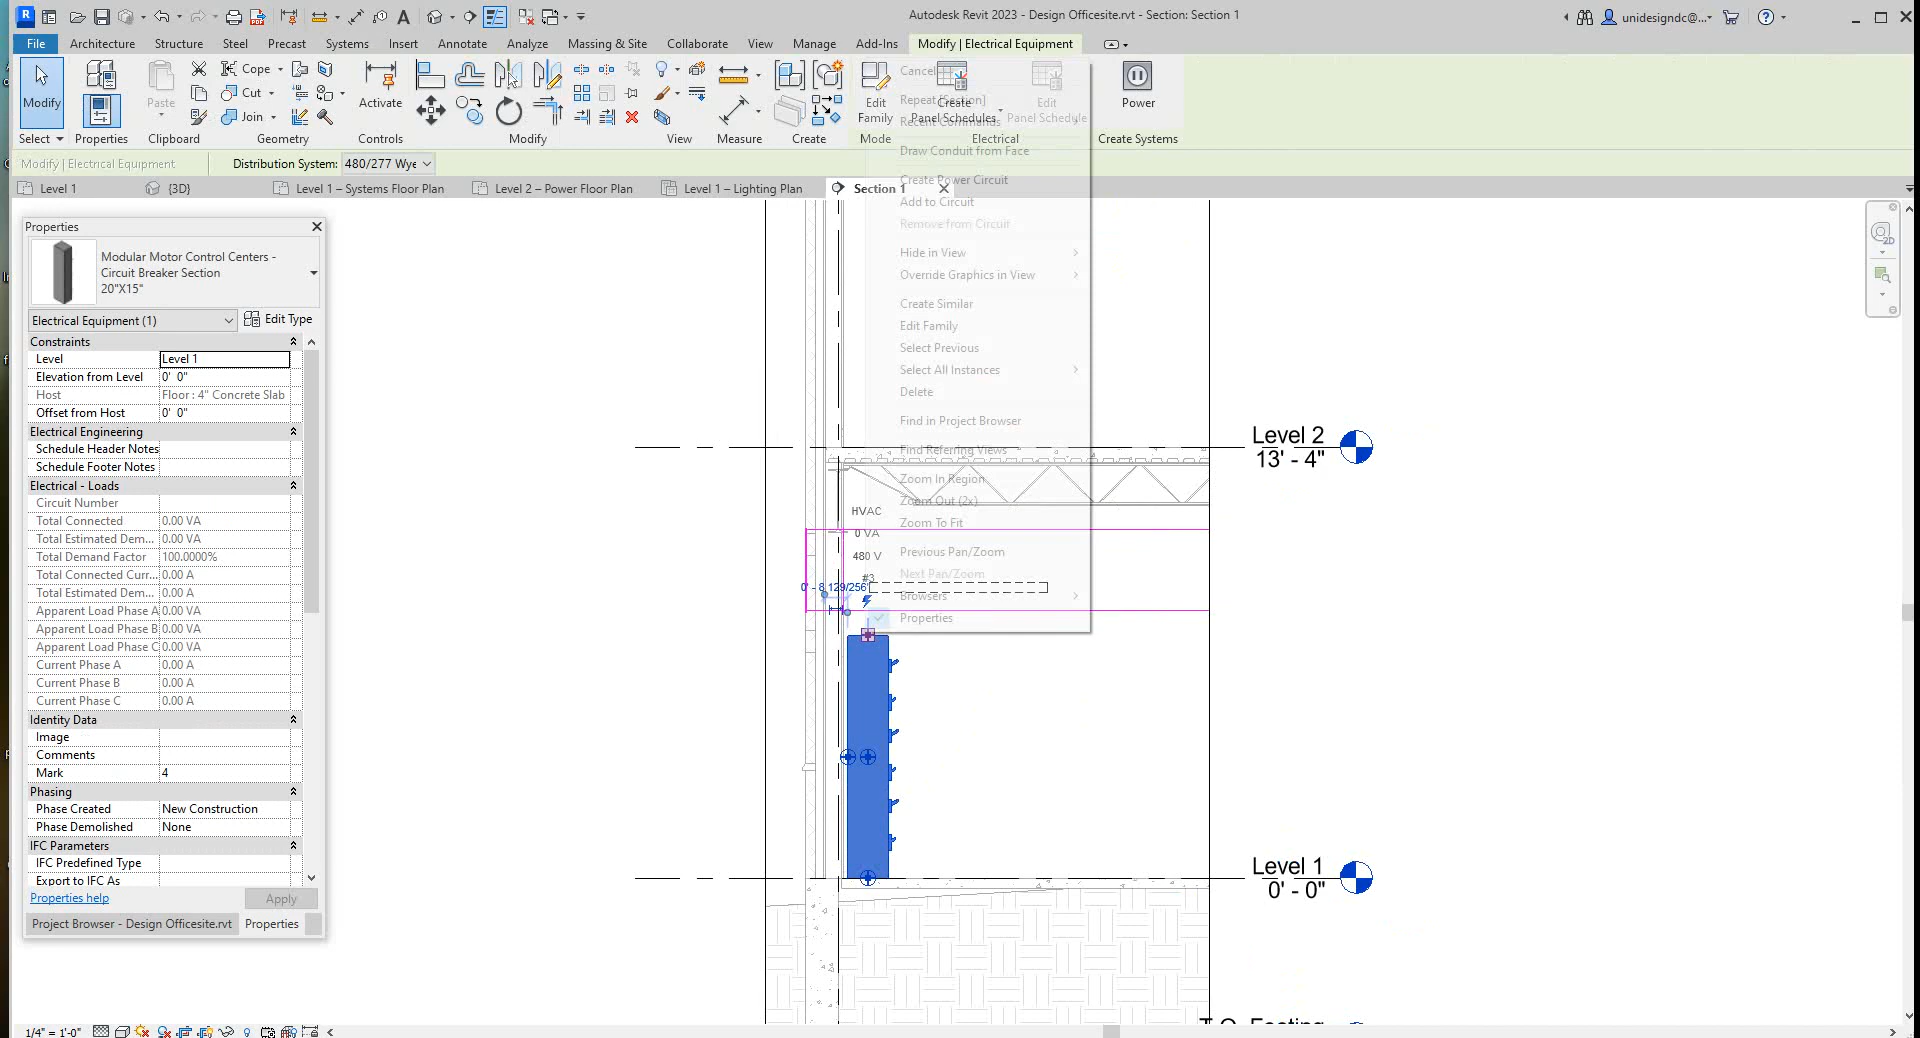 Autodesk Revit 2023 - Design Officesite.rvt - Section: Section 1
unidesigndc@...
File Architecture Structure Steel Precast Systems Insert Annotate Analyze Massing & Site Collaborate View Manage Add-Ins Modify | Electrical Equipment
Modify
Paste
Cope
Cut
Join
Activate
Edit
Family
Create
Panel Schedules
Edit
Panel Schedule
Power
Select Properties Clipboard Geometry Controls Modify View Measure Create Mode Electrical Create Systems
Modify | Electrical Equipment Distribution System: 480/277 Wye
Level 1 {3D} Level 1 – Systems Floor Plan Level 2 – Power Floor Plan Level 1 – Lighting Plan Section 1
Properties
Modular Motor Control Centers -
Circuit Breaker Section
20"X15"
Electrical Equipment (1) Edit Type
Constraints
Level Level 1
Elevation from Level 0' 0"
Host Floor : 4" Concrete Slab
Offset from Host 0' 0"
Electrical Engineering
Schedule Header Notes
Schedule Footer Notes
Electrical - Loads
Circuit Number
Total Connected 0.00 VA
Total Estimated Dem... 0.00 VA
Total Demand Factor 100.0000%
Total Connected Curr... 0.00 A
Total Estimated Dem... 0.00 A
Apparent Load Phase A 0.00 VA
Apparent Load Phase B 0.00 VA
Apparent Load Phase C 0.00 VA
Current Phase A 0.00 A
Current Phase B 0.00 A
Current Phase C 0.00 A
Identity Data
Image
Comments
Mark 4
Phasing
Phase Created New Construction
Phase Demolished None
IFC Parameters
IFC Predefined Type
Export to IFC As
Properties help Apply
Project Browser - Design Officesite.rvt Properties
Cancel
Repeat [Section]
Recent Commands
Draw Conduit from Face
Create Power Circuit
Add to Circuit
Remove from Circuit
Hide in View
Override Graphics in View
Create Similar
Edit Family
Select Previous
Select All Instances
Delete
Find in Project Browser
Find Referring Views
Zoom In Region
Zoom Out (2x)
Zoom To Fit
Previous Pan/Zoom
Next Pan/Zoom
Browsers
Properties
HVAC
0 VA
480 V
#3
0' - 8 129/256"
Level 2
13' - 4"
Level 1
0' - 0"
2D
1/4" = 1'-0"